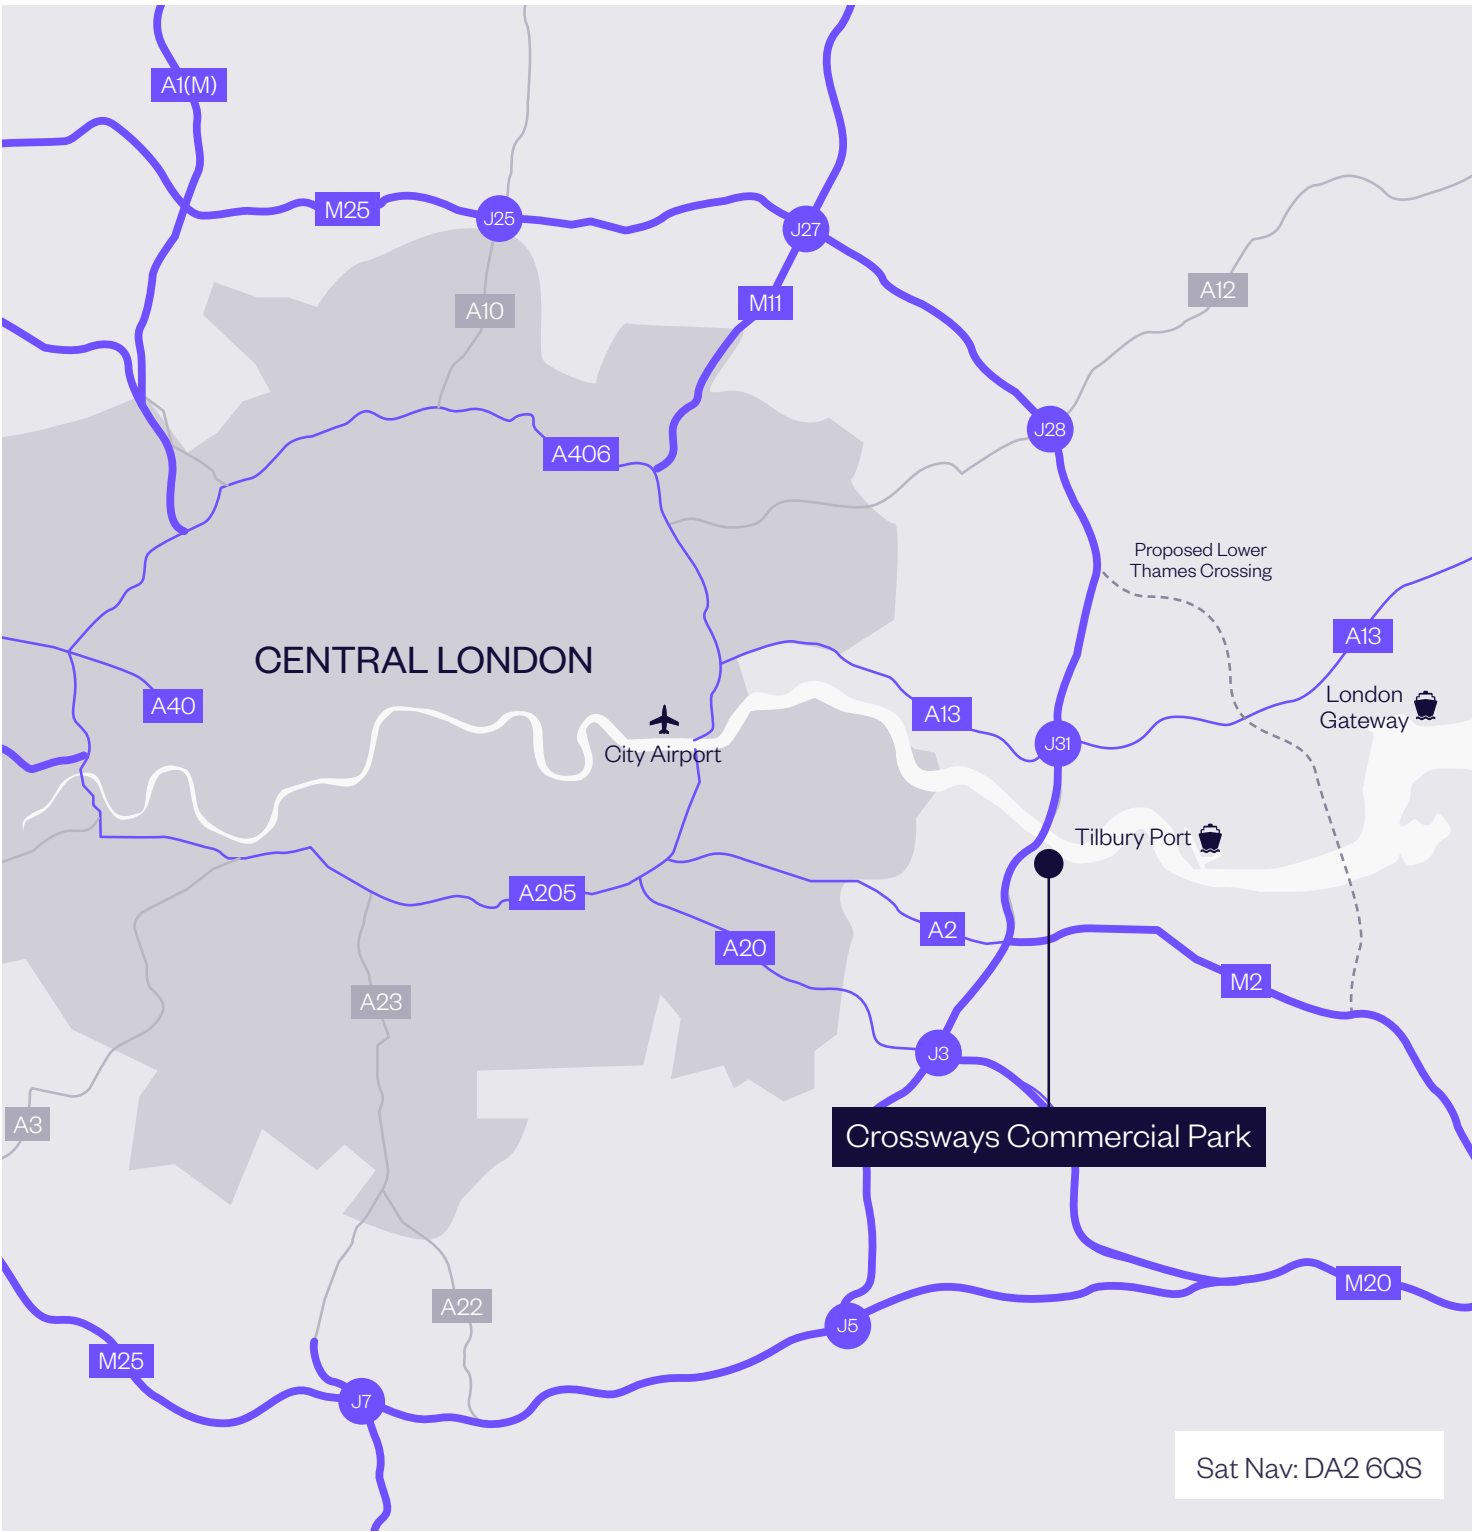 A1(M)
M25
J25
J27
A10
M11
A12
A406
J28
Proposed Lower
Thames Crossing
A13
CENTRAL LONDON
A40
London
Gateway
A13
City Airport
J31
Tilbury Port
A205
A2
A20
M2
A23
J3
A3
Crossways Commercial Park
M20
A22
J5
M25
J7
Sat Nav: DA2 6QS